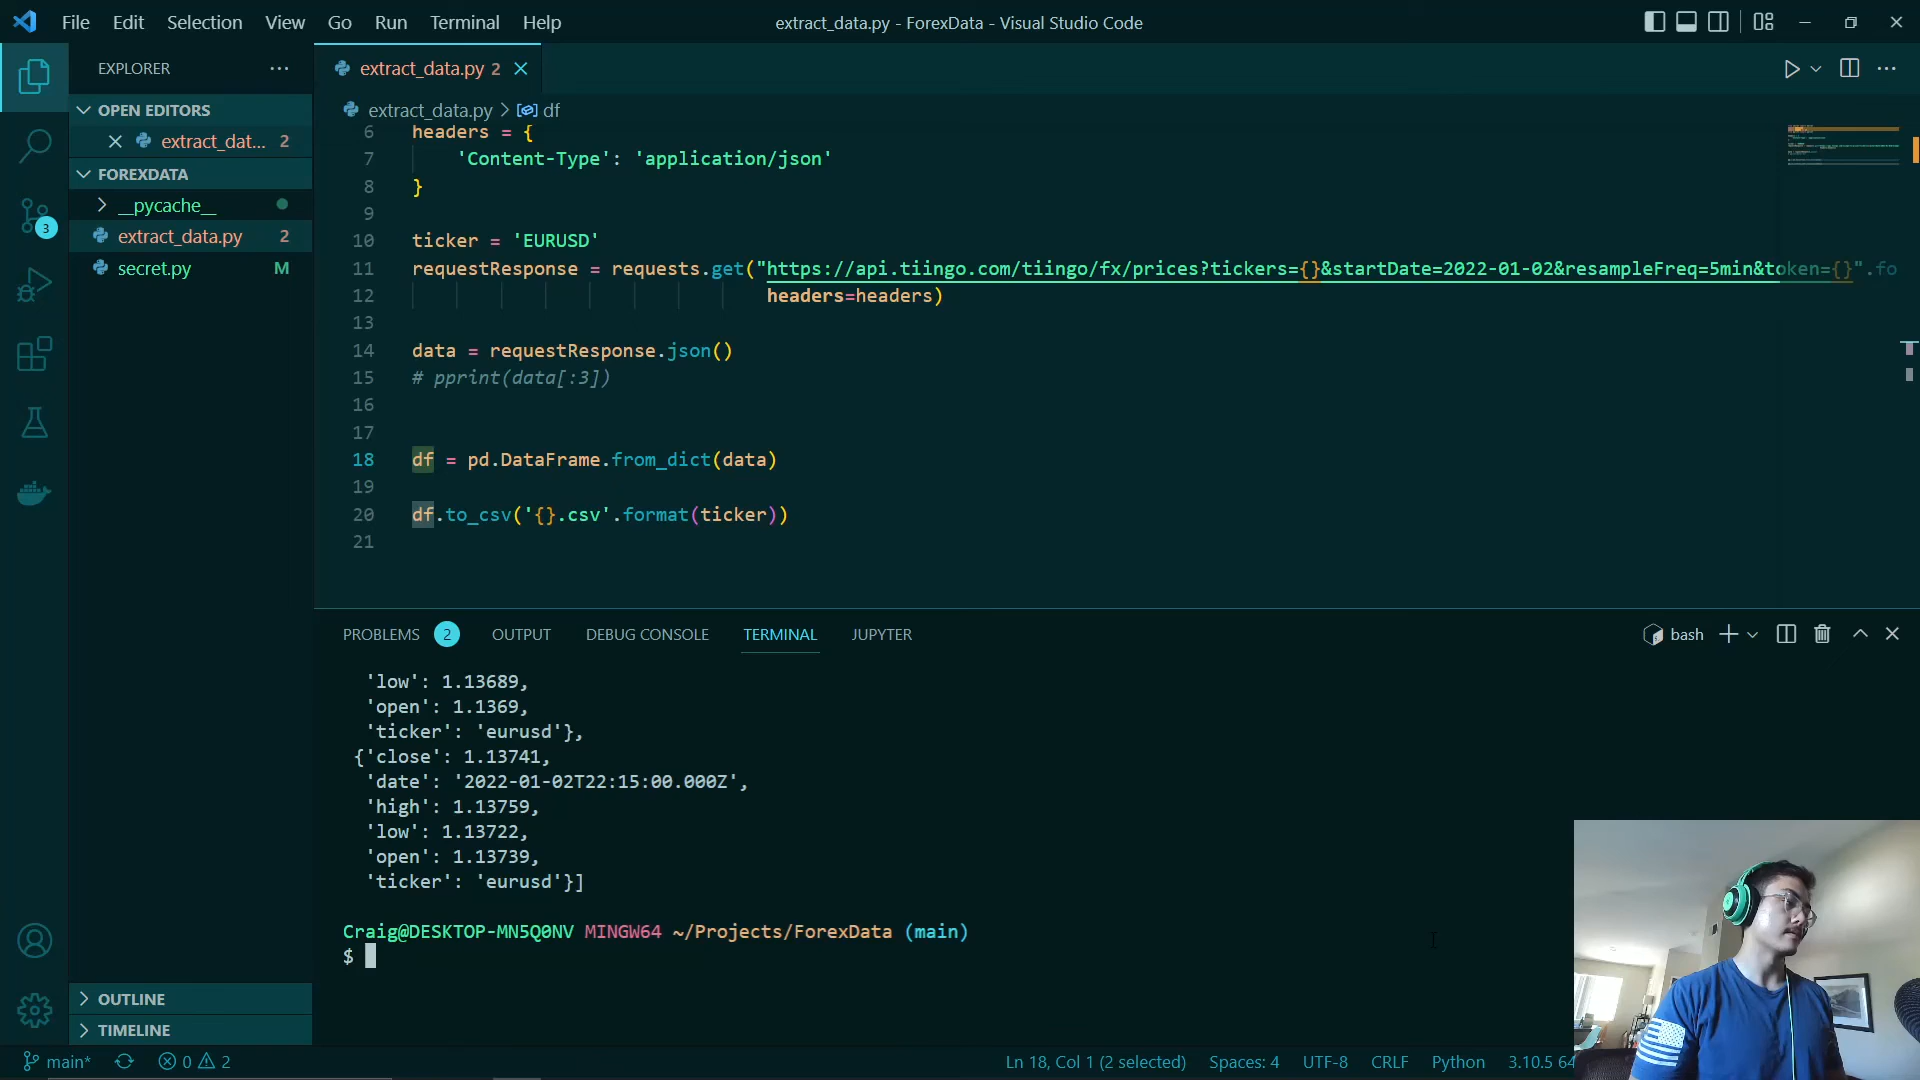 File Edit Selection View Go Run Terminal Help
extract_data.py - ForexData - Visual Studio Code
EXPLORER
OPEN EDITORS
extract_dat... 2
FOREXDATA
__pycache__
extract_data.py 2
secret.py M
OUTLINE
TIMELINE
3
extract_data.py 2
extract_data.py > df
6 headers = {
7 'Content-Type': 'application/json'
8 }
9
10 ticker = 'EURUSD'
11 requestResponse = requests.get("https://api.tiingo.com/tiingo/fx/prices?tickers={}&startDate=2022-01-02&resampleFreq=5min&token={}".fo
12 headers=headers)
13
14 data = requestResponse.json()
15 # pprint(data[:3])
16
17
18 df = pd.DataFrame.from_dict(data)
19
20 df.to_csv('{}.csv'.format(ticker))
21
PROBLEMS 2 OUTPUT DEBUG CONSOLE TERMINAL JUPYTER
bash
'low': 1.13689,
'open': 1.1369,
'ticker': 'eurusd'},
{'close': 1.13741,
'date': '2022-01-02T22:15:00.000Z',
'high': 1.13759,
'low': 1.13722,
'open': 1.13739,
'ticker': 'eurusd'}]
Craig@DESKTOP-MN5Q0NV MINGW64 ~/Projects/ForexData (main)
$
main* 0 2
Ln 18, Col 1 (2 selected) Spaces: 4 UTF-8 CRLF Python 3.10.5 64